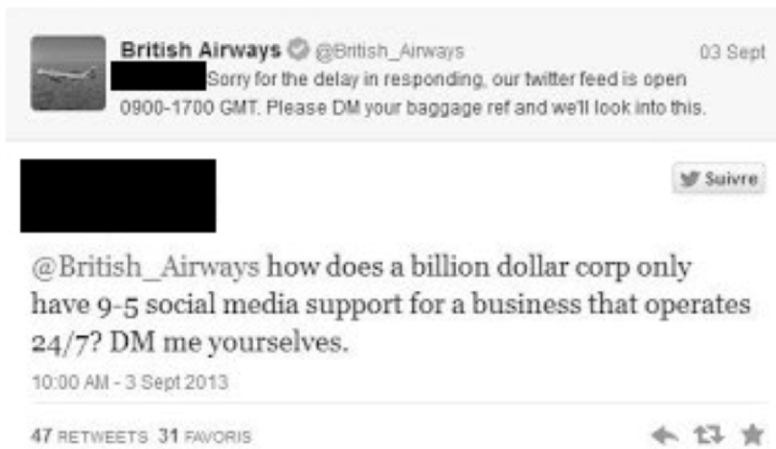 British Airways @British_Airways 03 Sept
Sorry for the delay in responding, our twitter feed is open
0900-1700 GMT. Please DM your baggage ref and we'll look into this.
Suivre
@British_Airways how does a billion dollar corp only
have 9-5 social media support for a business that operates
24/7? DM me yourselves.
10:00 AM - 3 Sept 2013
47 RETWEETS 31 FAVORIS